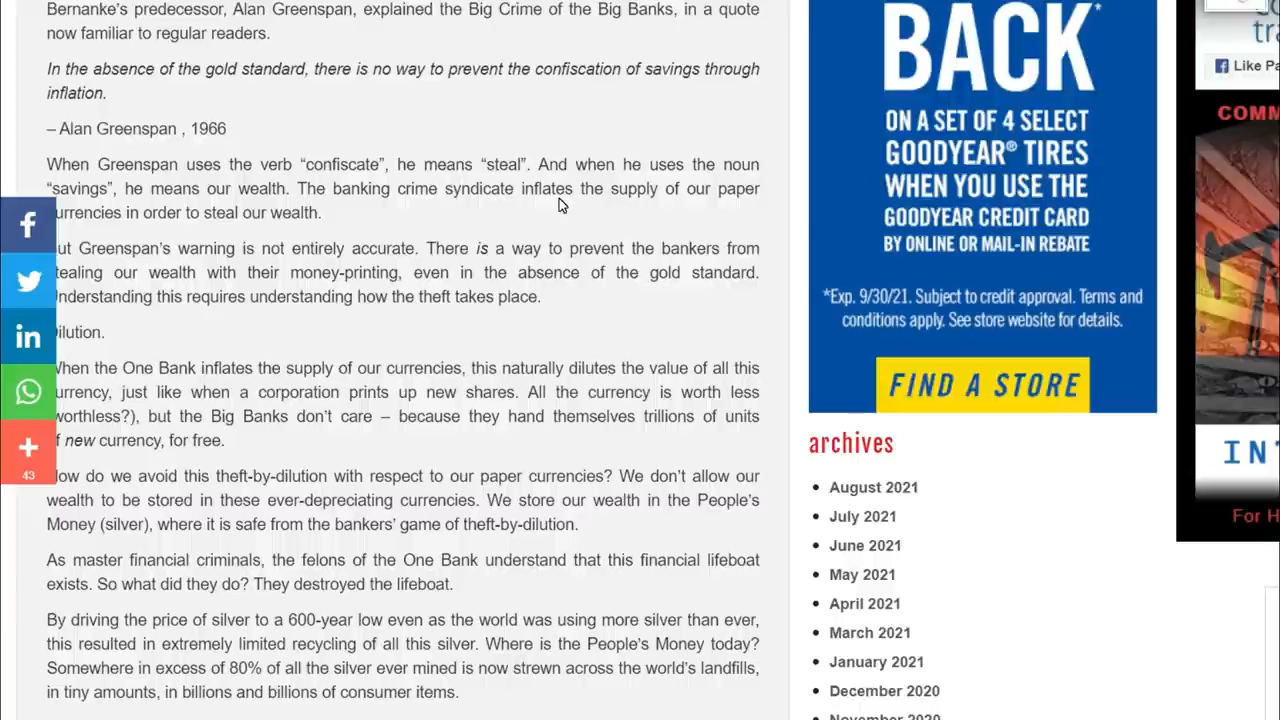 Bernanke's predecessor, Alan Greenspan, explained the Big Crime of the Big Banks, in a quote
now familiar to regular readers.
In the absence of the gold standard, there is no way to prevent the confiscation of savings through
inflation.
– Alan Greenspan , 1966
When Greenspan uses the verb “confiscate”, he means “steal”. And when he uses the noun
“savings”, he means our wealth. The banking crime syndicate inflates the supply of our paper
urrencies in order to steal our wealth.
ut Greenspan's warning is not entirely accurate. There is a way to prevent the bankers from
tealing our wealth with their money-printing, even in the absence of the gold standard.
nderstanding this requires understanding how the theft takes place.
ilution.
hen the One Bank inflates the supply of our currencies, this naturally dilutes the value of all this
urrency, just like when a corporation prints up new shares. All the currency is worth less
worthless?), but the Big Banks don't care – because they hand themselves trillions of units
f new currency, for free.
ow do we avoid this theft-by-dilution with respect to our paper currencies? We don't allow our
wealth to be stored in these ever-depreciating currencies. We store our wealth in the People's
Money (silver), where it is safe from the bankers' game of theft-by-dilution.
As master financial criminals, the felons of the One Bank understand that this financial lifeboat
exists. So what did they do? They destroyed the lifeboat.
By driving the price of silver to a 600-year low even as the world was using more silver than ever,
this resulted in extremely limited recycling of all this silver. Where is the People's Money today?
Somewhere in excess of 80% of all the silver ever mined is now strewn across the world's landfills,
in tiny amounts, in billions and billions of consumer items.
43
BACK*
ON A SET OF 4 SELECT
GOODYEAR® TIRES
WHEN YOU USE THE
GOODYEAR CREDIT CARD
BY ONLINE OR MAIL-IN REBATE
*Exp. 9/30/21. Subject to credit approval. Terms and
conditions apply. See store website for details.
FIND A STORE
archives
August 2021
July 2021
June 2021
May 2021
April 2021
March 2021
January 2021
December 2020
November 2020
tra
Like Pa
COMM
INT
For H